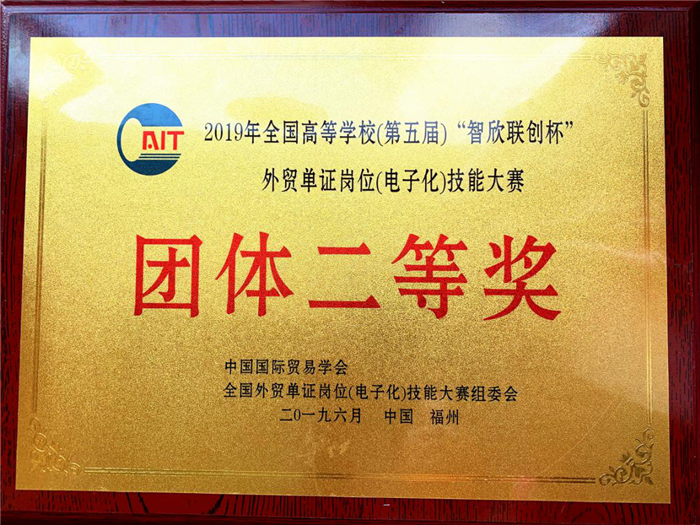 CAIT
2019年全国高等学校(第五届)“智欣联创杯”
外贸单证岗位(电子化)技能大赛
团体二等奖
中国国际贸易学会
全国外贸单证岗位(电子化)技能大赛组委会
二〇一九六月 中国 福州